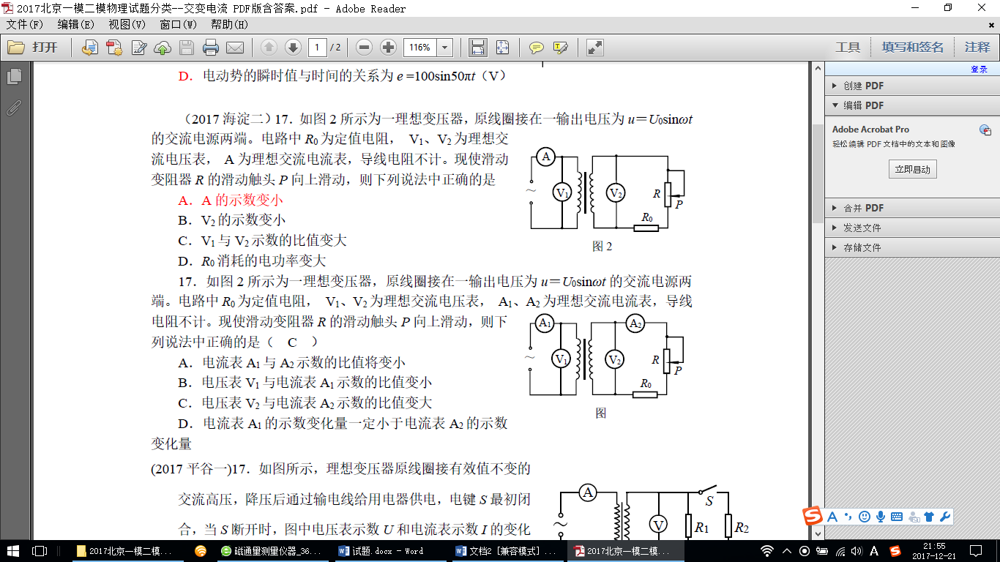 2017北京一模二模物理试题分类--交变电流 PDF版含答案.pdf - Adobe Reader
文件(F) 编辑(E) 视图(V) 窗口(W) 帮助(H)
打开 1 / 2 116% 工具 填写和签名 注释
登录
创建 PDF
编辑 PDF
Adobe Acrobat Pro
轻松编辑 PDF 文档中的文本和图像
立即启动
合并 PDF
发送文件
存储文件
D．电动势的瞬时值与时间的关系为 e =100sin50πt（V）
（2017 海淀二）17．如图 2 所示为一理想变压器，原线圈接在一输出电压为 u＝U0sinωt
的交流电源两端。电路中 R0 为定值电阻， V1、V2 为理想交
流电压表， A 为理想交流电流表，导线电阻不计。现使滑动
变阻器 R 的滑动触头 P 向上滑动，则下列说法中正确的是
A．A 的示数变小
B．V2 的示数变小
C．V1 与 V2 示数的比值变大
D．R0 消耗的电功率变大
A
~ V1 V2 R P
R0
图 2
17．如图 2 所示为一理想变压器，原线圈接在一输出电压为 u＝U0sinωt 的交流电源两
端。电路中 R0 为定值电阻， V1、V2 为理想交流电压表， A1、A2 为理想交流电流表，导线
电阻不计。现使滑动变阻器 R 的滑动触头 P 向上滑动，则下
列说法中正确的是（ C ）
A．电流表 A1 与 A2 示数的比值将变小
B．电压表 V1 与电流表 A1 示数的比值变小
C．电压表 V2 与电流表 A2 示数的比值变大
D．电流表 A1 的示数变化量一定小于电流表 A2 的示数
变化量
A1 A2
~ V1 V2 R P
R0
图
(2017 平谷一)17．如图所示，理想变压器原线圈接有效值不变的
交流高压，降压后通过输电线给用电器供电，电键 S 最初闭
合，当 S 断开时，图中电压表示数 U 和电流表示数 I 的变化
A S
~ V R1 R2
S A
2017北京一模二模... 磁通量测量仪器_36... 试题.docx - Word 文档2 [兼容模式] ... 2017北京一模二模... A S 21:55
2017-12-21